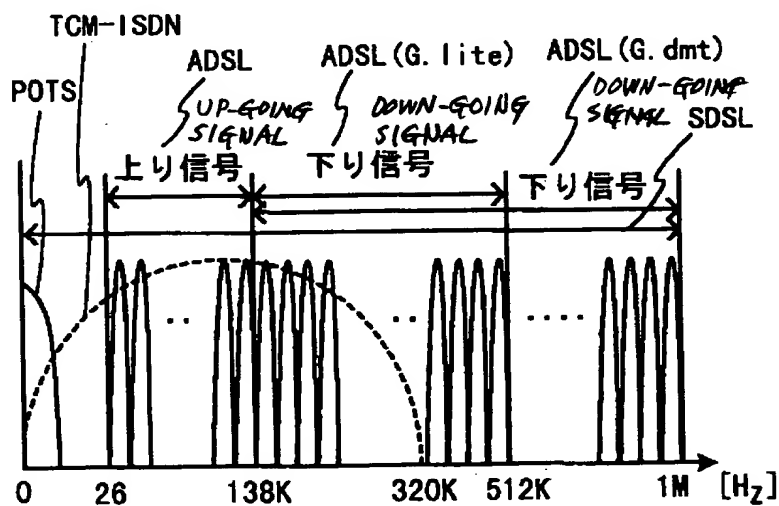 TCM-ISDN
POTS
ADSL
UP-GOING
SIGNAL
上り信号
ADSL(G.lite)
DOWN-GOING
SIGNAL
下り信号
ADSL(G.dmt)
DOWN-GOING
SIGNAL
SDSL
下り信号
‥
‥
‥‥‥
0 26 138K 320K 512K 1M [HZ]